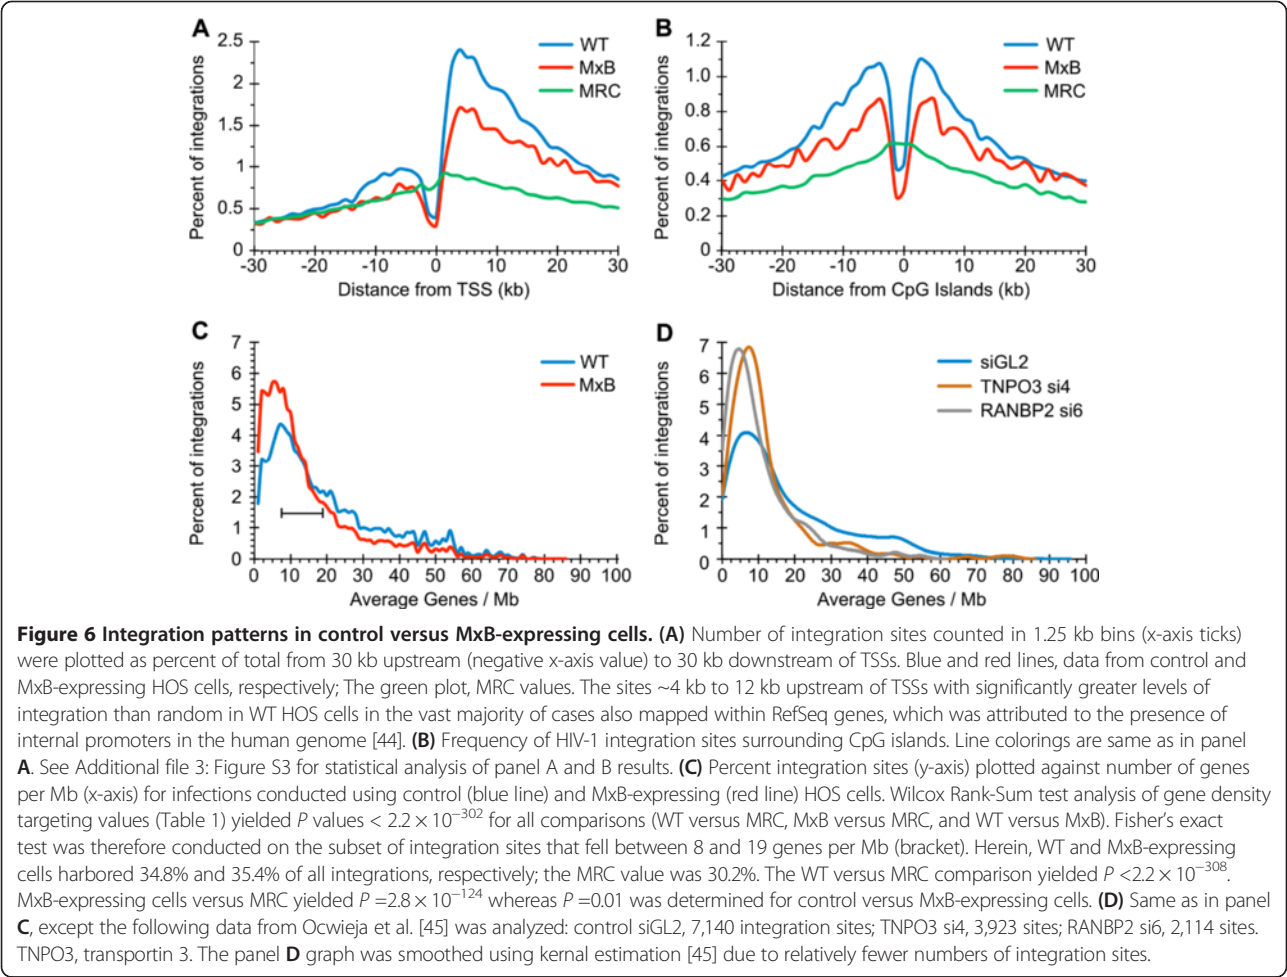 A
2.5
2
1.5
1
0.5
0
Percent of integrations
WT
MxB
MRC
-30 -20 -10 0 10 20 30
Distance from TSS (kb)
B
1.2
1.0
0.8
0.6
0.4
0.2
0
Percent of integrations
WT
MxB
MRC
-30 -20 -10 0 10 20 30
Distance from CpG Islands (kb)
C
7
6
5
4
3
2
1
0
Percent of integrations
WT
MxB
0 10 20 30 40 50 60 70 80 90 100
Average Genes / Mb
D
7
6
5
4
3
2
1
0
Percent of integrations
siGL2
TNPO3 si4
RANBP2 si6
0 10 20 30 40 50 60 70 80 90 100
Average Genes / Mb
Figure 6 Integration patterns in control versus MxB-expressing cells. (A) Number of integration sites counted in 1.25 kb bins (x-axis ticks)
were plotted as percent of total from 30 kb upstream (negative x-axis value) to 30 kb downstream of TSSs. Blue and red lines, data from control and
MxB-expressing HOS cells, respectively; The green plot, MRC values. The sites ~4 kb to 12 kb upstream of TSSs with significantly greater levels of
integration than random in WT HOS cells in the vast majority of cases also mapped within RefSeq genes, which was attributed to the presence of
internal promoters in the human genome [44]. (B) Frequency of HIV-1 integration sites surrounding CpG islands. Line colorings are same as in panel
A. See Additional file 3: Figure S3 for statistical analysis of panel A and B results. (C) Percent integration sites (y-axis) plotted against number of genes
per Mb (x-axis) for infections conducted using control (blue line) and MxB-expressing (red line) HOS cells. Wilcox Rank-Sum test analysis of gene density
targeting values (Table 1) yielded P values < 2.2 × 10⁻³⁰² for all comparisons (WT versus MRC, MxB versus MRC, and WT versus MxB). Fisher's exact
test was therefore conducted on the subset of integration sites that fell between 8 and 19 genes per Mb (bracket). Herein, WT and MxB-expressing
cells harbored 34.8% and 35.4% of all integrations, respectively; the MRC value was 30.2%. The WT versus MRC comparison yielded P <2.2 × 10⁻³⁰⁸.
MxB-expressing cells versus MRC yielded P =2.8 × 10⁻¹²⁴ whereas P =0.01 was determined for control versus MxB-expressing cells. (D) Same as in panel
C, except the following data from Ocwieja et al. [45] was analyzed: control siGL2, 7,140 integration sites; TNPO3 si4, 3,923 sites; RANBP2 si6, 2,114 sites.
TNPO3, transportin 3. The panel D graph was smoothed using kernal estimation [45] due to relatively fewer numbers of integration sites.